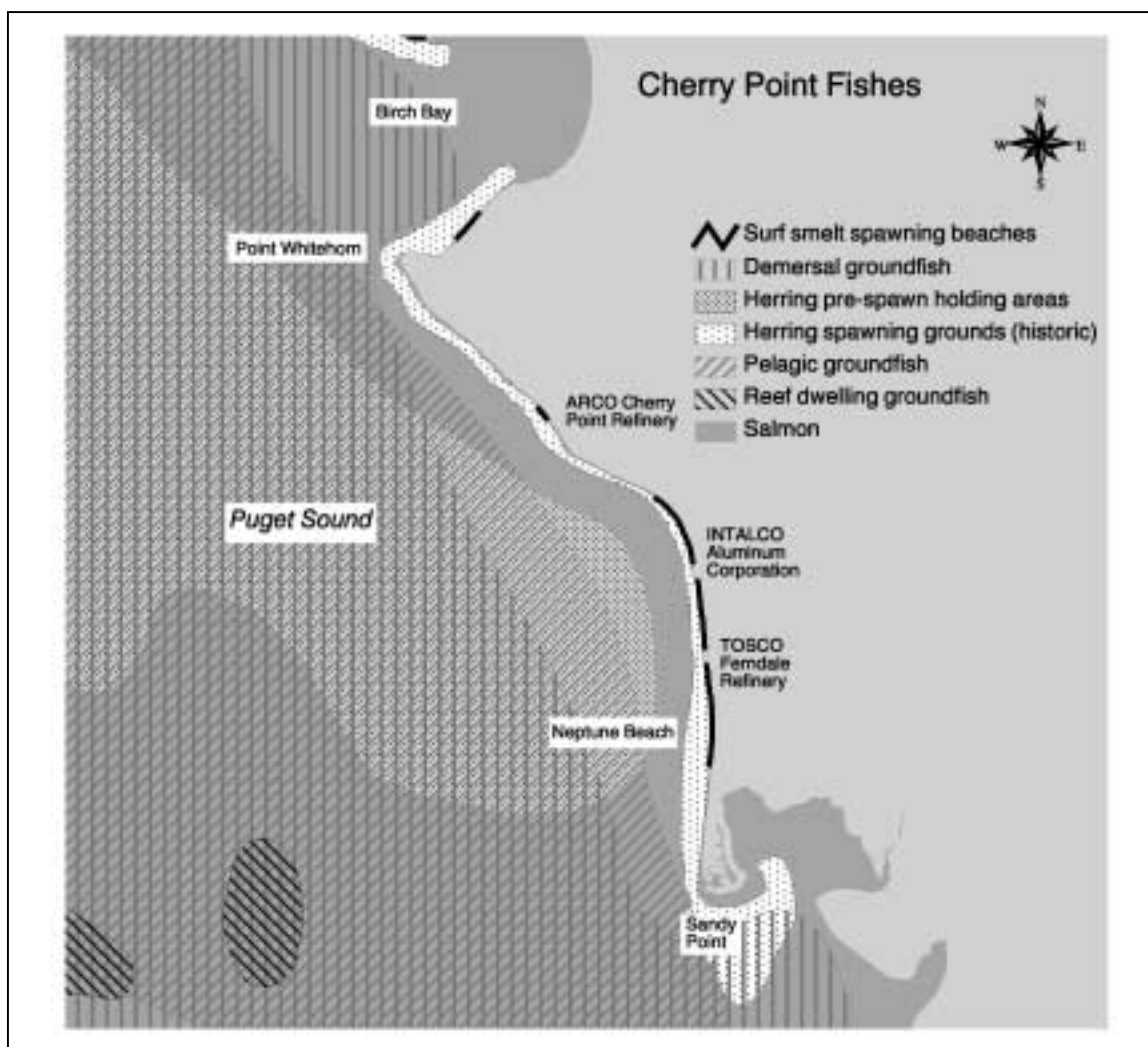 Cherry Point Fishes
N
W E
S
Birch Bay
Point Whitehorn
Surf smelt spawning beaches
Demersal groundfish
Herring pre-spawn holding areas
Herring spawning grounds (historic)
Pelagic groundfish
Reef dwelling groundfish
Salmon
ARCO Cherry
Point Refinery
Puget Sound
INTALCO
Aluminum
Corporation
TOSCO
Ferndale
Refinery
Neptune Beach
Sandy
Point